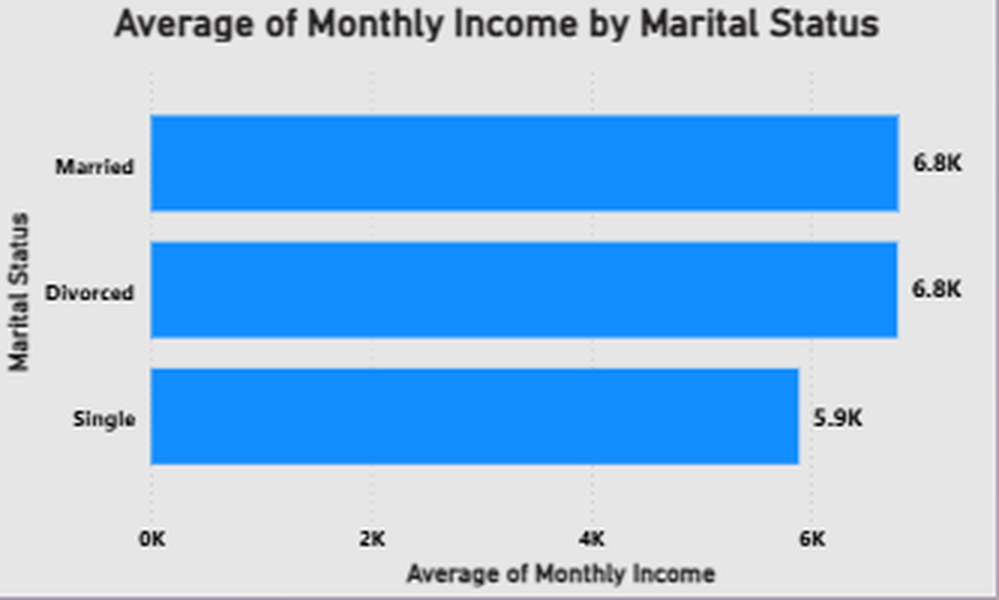 Average of Monthly Income by Marital Status
Marital Status
Married
6.8K
Divorced
6.8K
Single
5.9K
0K 2K 4K 6K
Average of Monthly Income